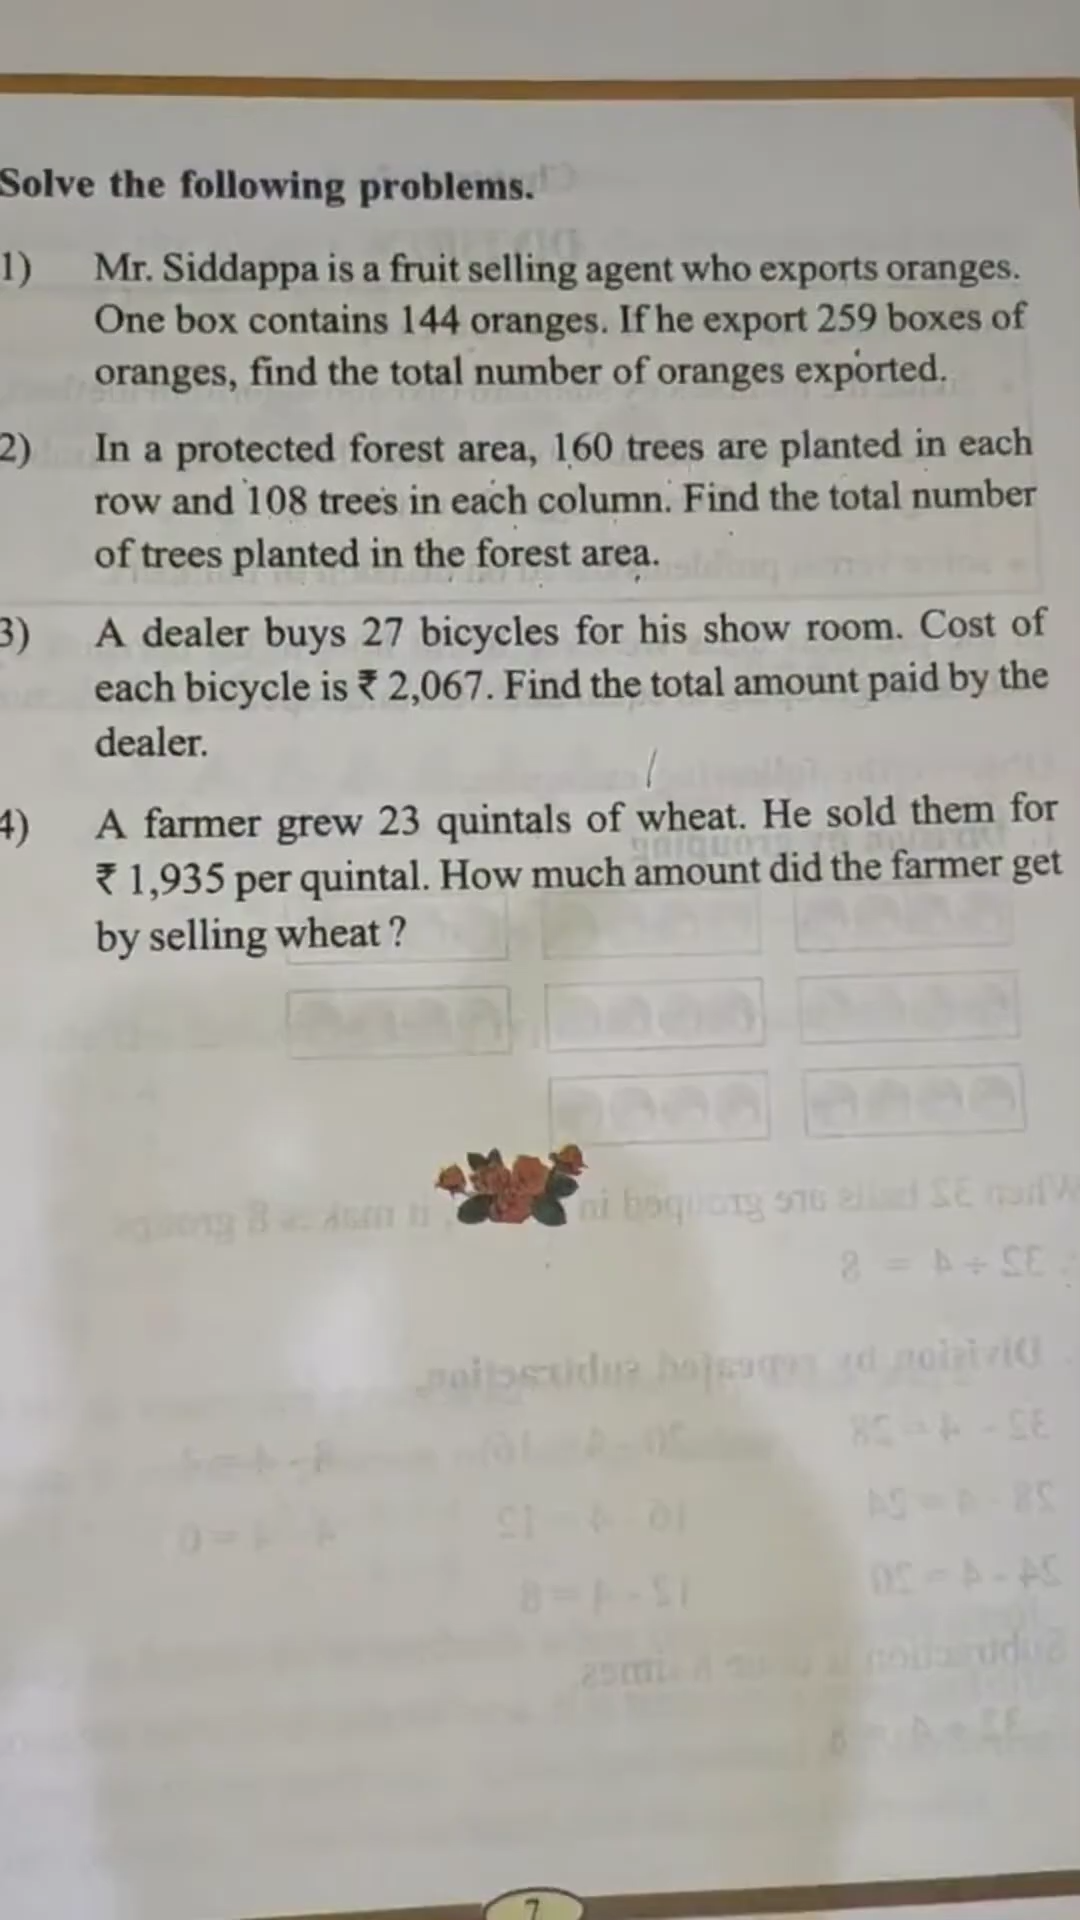 Solve the following problems.
1) Mr. Siddappa is a fruit selling agent who exports oranges.
One box contains 144 oranges. If he export 259 boxes of
oranges, find the total number of oranges exported.
2) In a protected forest area, 160 trees are planted in each
row and 108 trees in each column. Find the total number
of trees planted in the forest area.
3) A dealer buys 27 bicycles for his show room. Cost of
each bicycle is ₹ 2,067. Find the total amount paid by the
dealer.
4) A farmer grew 23 quintals of wheat. He sold them for
₹ 1,935 per quintal. How much amount did the farmer get
by selling wheat ?
7